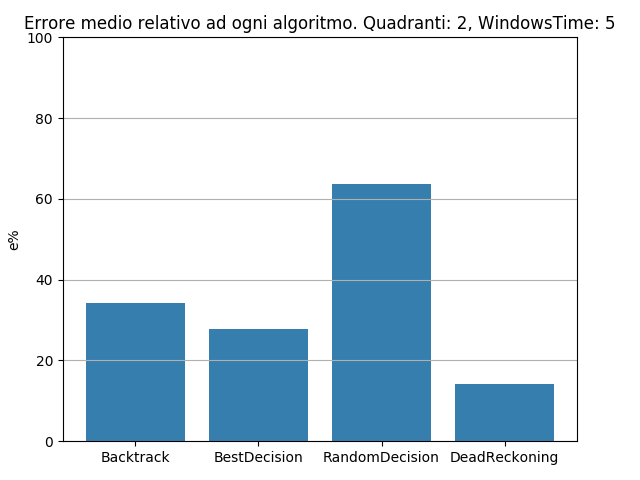 Errore medio relativo ad ogni algoritmo. Quadranti: 2, WindowsTime: 5
100
80
60
40
20
0
e%
Backtrack BestDecision RandomDecision DeadReckoning